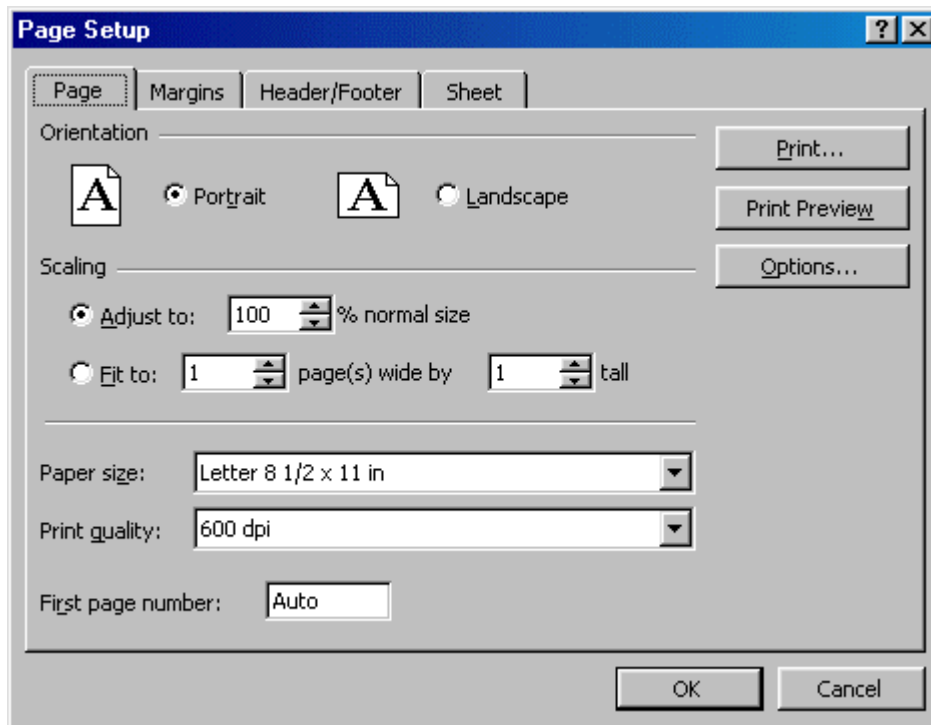 Page Setup
Page Margins Header/Footer Sheet
Orientation
Print...
A Portrait A Landscape
Print Preview
Scaling
Options...
Adjust to: 100 % normal size
Fit to: 1 page(s) wide by 1 tall
Paper size: Letter 8 1/2 x 11 in
Print quality: 600 dpi
First page number: Auto
OK Cancel